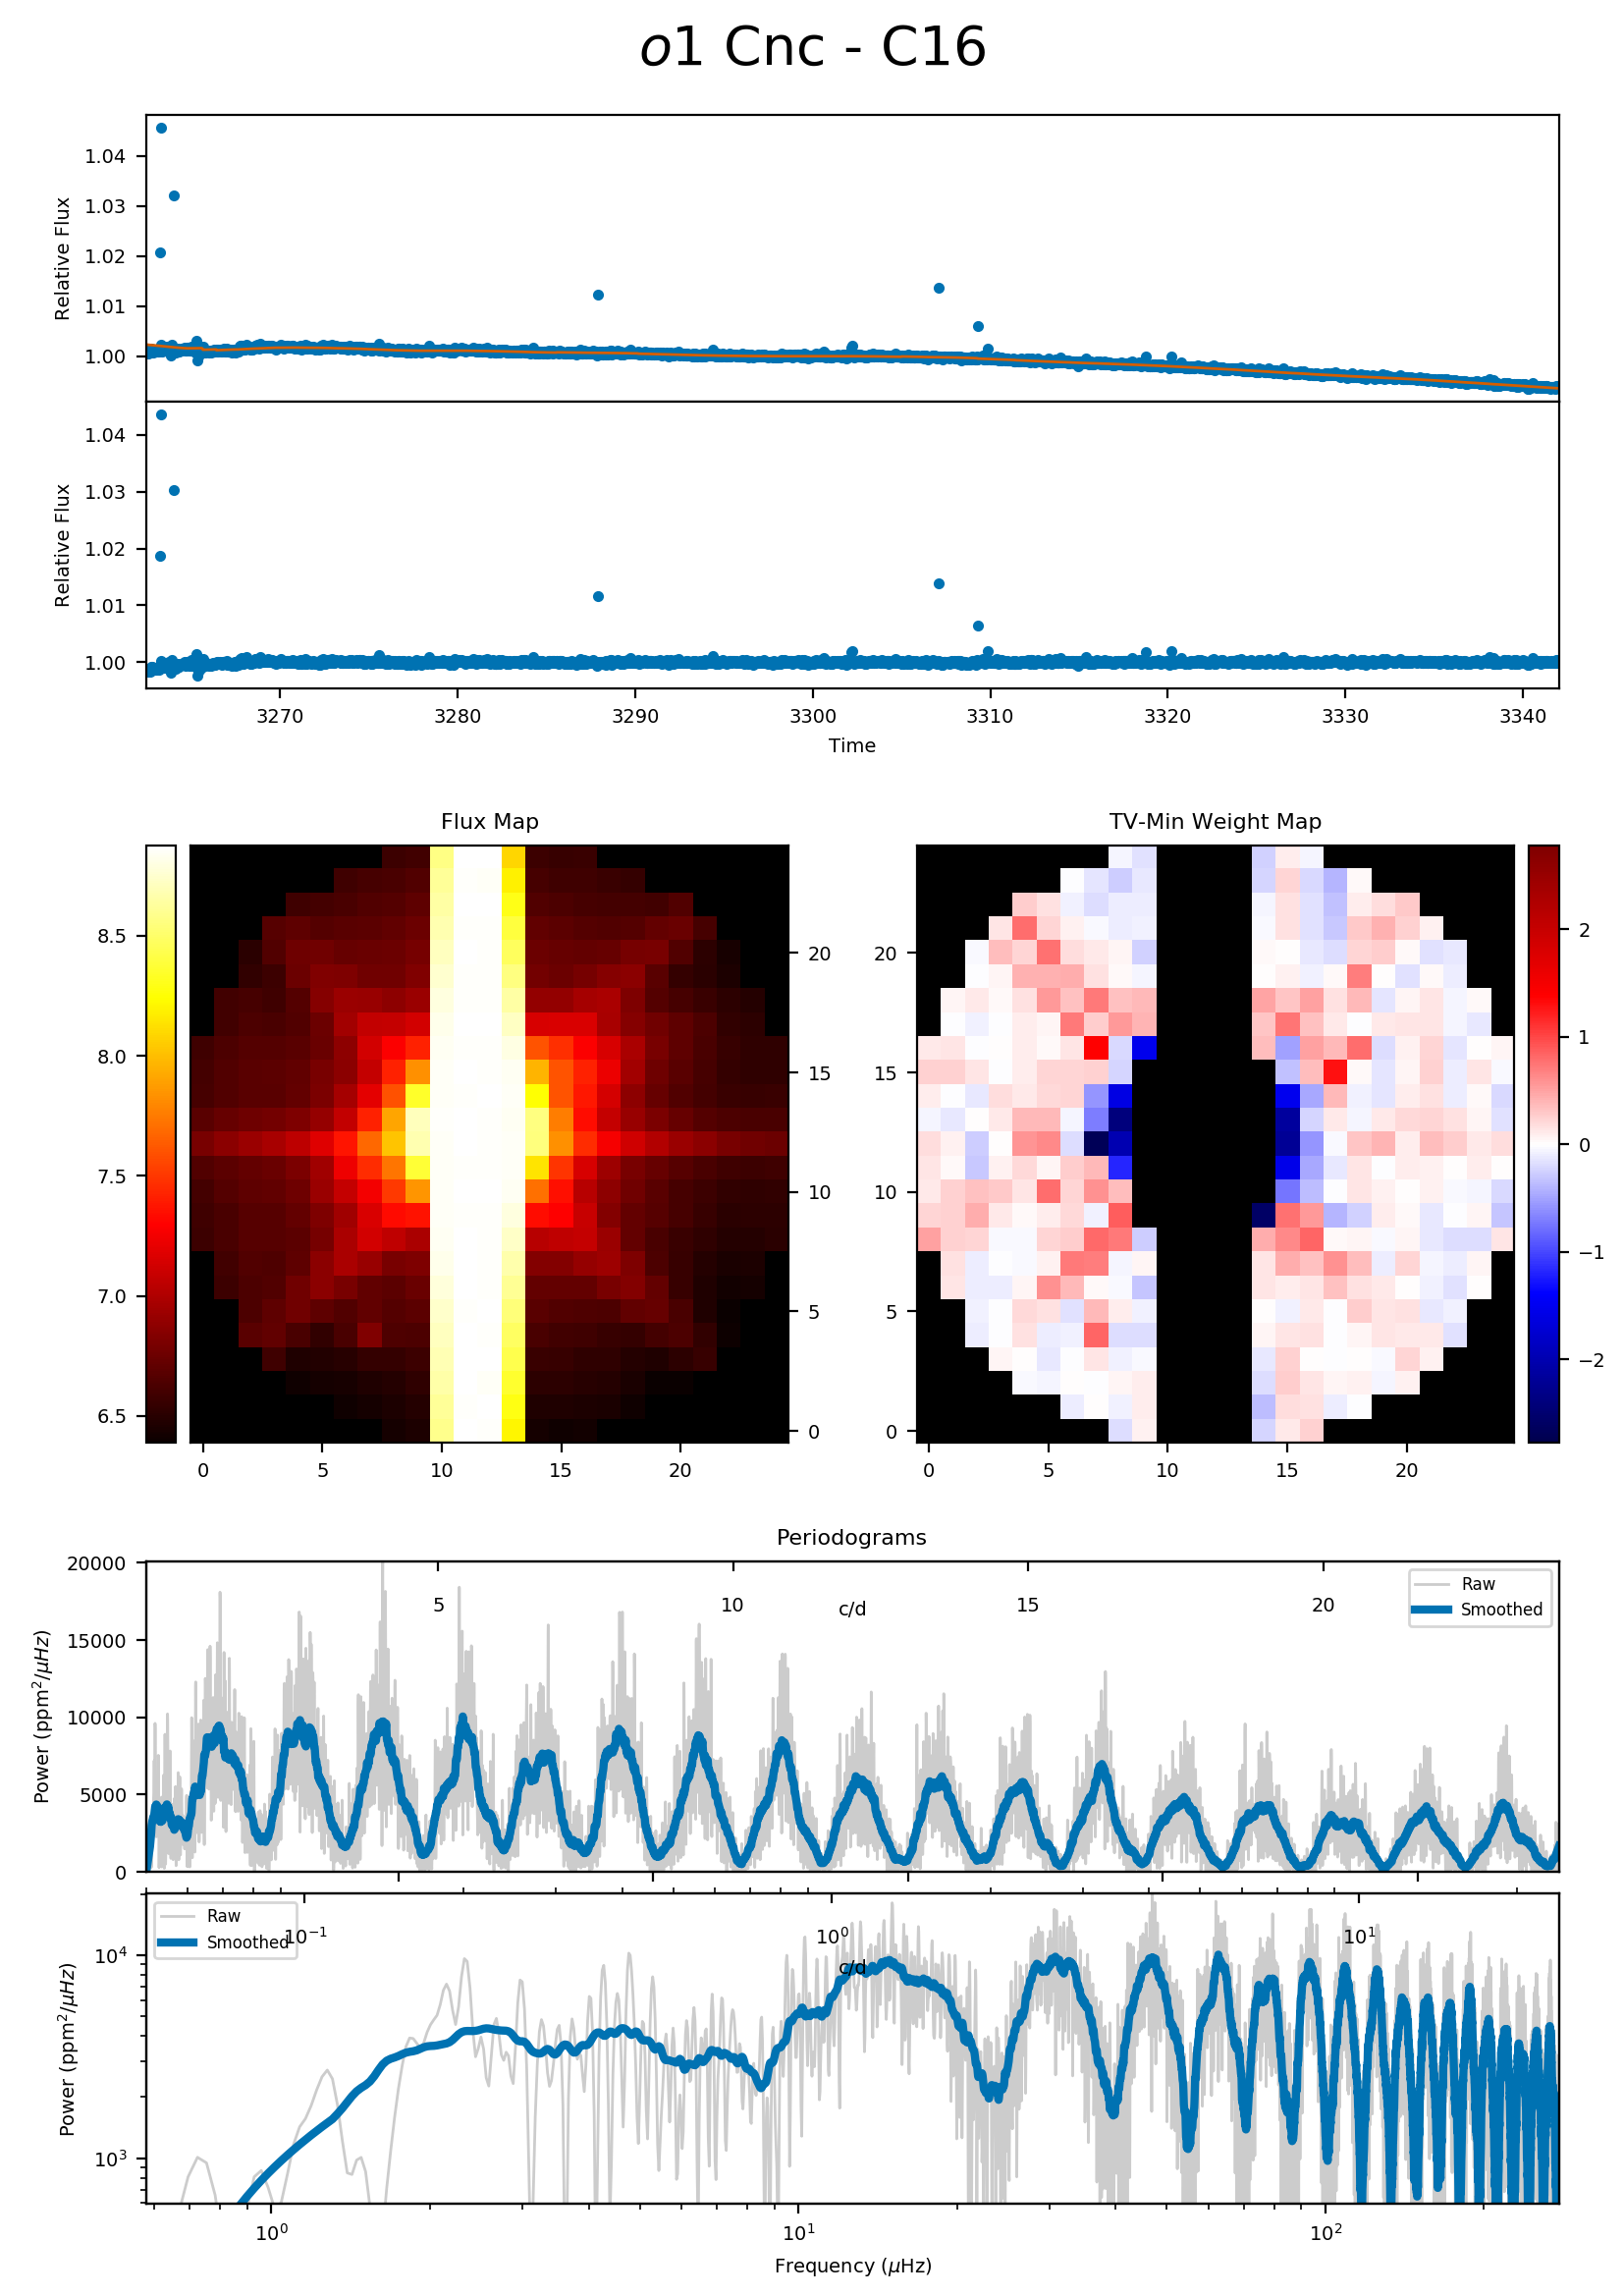 o1 Cnc - C16
1.04
1.03
1.02
1.01
1.00
Relative Flux
1.04
1.03
1.02
1.01
1.00
Relative Flux
3270 3280 3290 3300 3310 3320 3330 3340
Time
Flux Map
TV-Min Weight Map
8.5
8.0
7.5
7.0
6.5
20
15
10
5
0
0 5 10 15 20
20
15
10
5
0
0 5 10 15 20
2
1
0
−1
−2
Periodograms
20000
15000
10000
5000
0
Power (ppm²/μHz)
5 10 15 20
c/d
Raw
Smoothed
Raw
Smoothed
10⁻¹ 10⁰ 10¹
c/d
10⁴
10³
Power (ppm²/μHz)
10⁰ 10¹ 10²
Frequency (μHz)